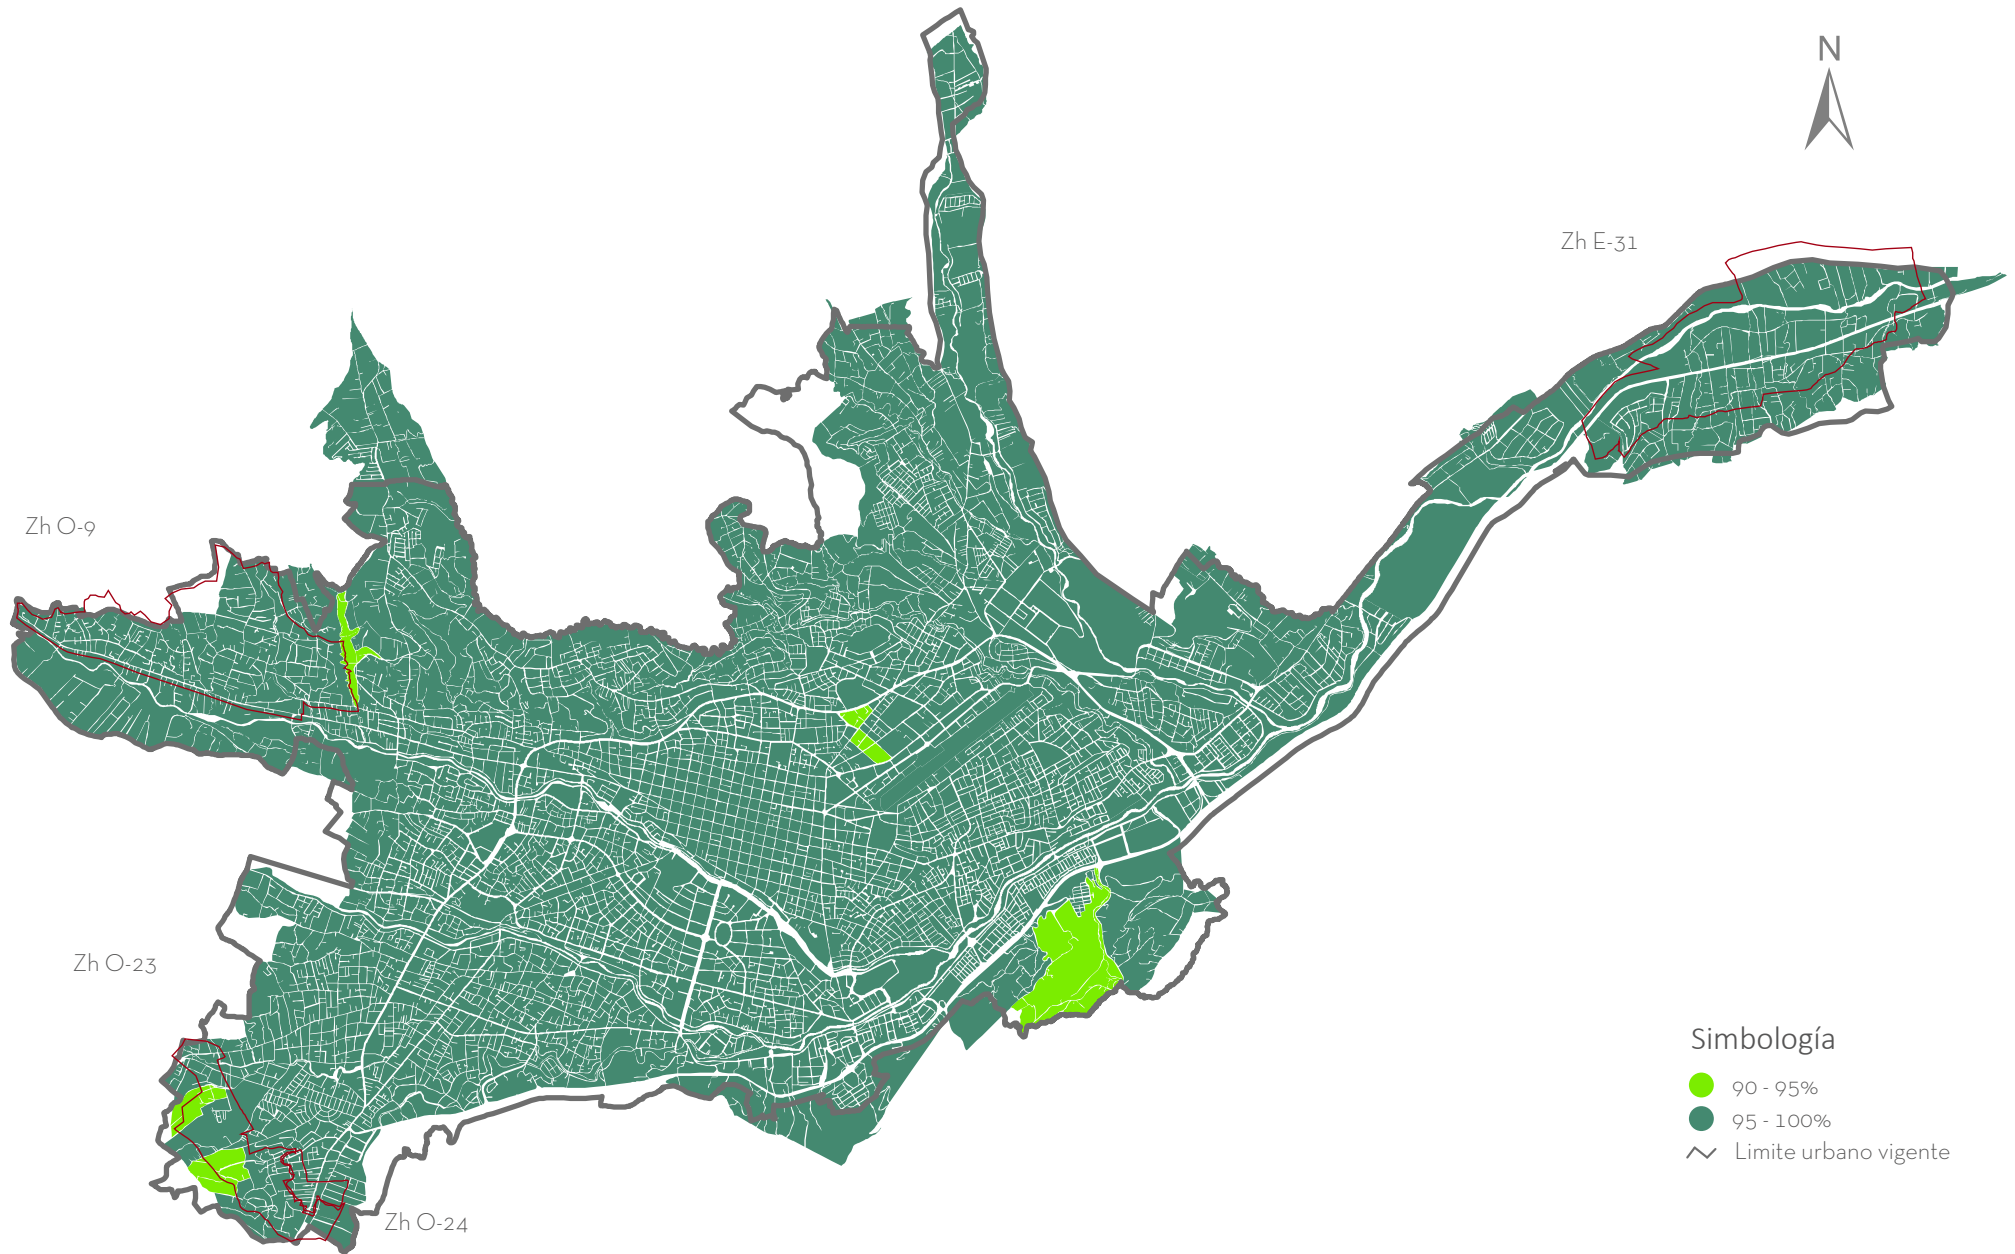 N
Zh E-31
Zh O-9
Zh O-23
Zh O-24
Simbología
90 - 95%
95 - 100%
Limite urbano vigente